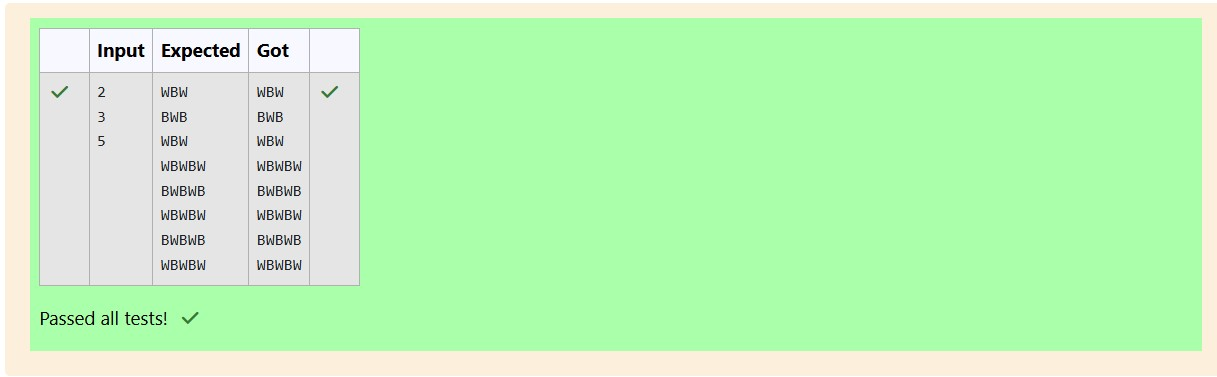 Input Expected Got
2 WBW WBW
3 BWB BWB
5 WBW WBW
WBWBW WBWBW
BWBWB BWBWB
WBWBW WBWBW
BWBWB BWBWB
WBWBW WBWBW
Passed all tests!